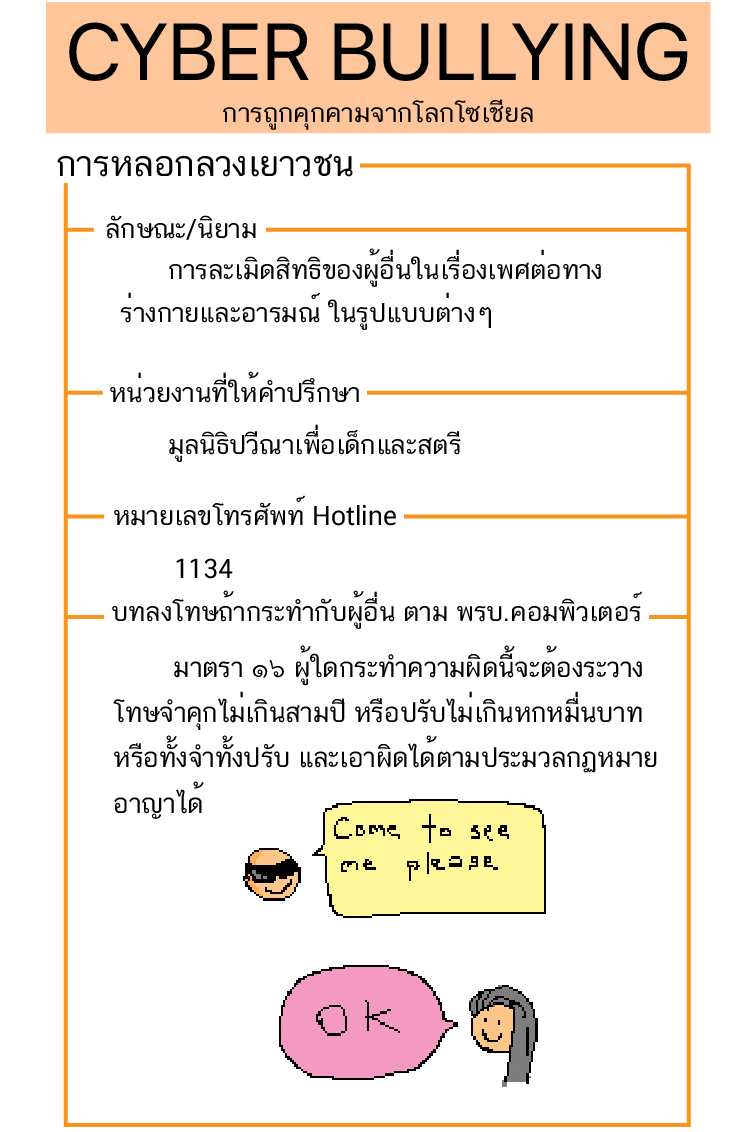 CYBER BULLYING
การถูกคุกคามจากโลกโซเชียล
การหลอกลวงเยาวชน
ลักษณะ/นิยาม
การละเมิดสิทธิของผู้อื่นในเรื่องเพศต่อทาง
ร่างกายและอารมณ์ ในรูปแบบต่างๆ
หน่วยงานที่ให้คำปรึกษา
มูลนิธิปวีณาเพื่อเด็กและสตรี
หมายเลขโทรศัพท์ Hotline
1134
บทลงโทษถ้ากระทำกับผู้อื่น ตาม พรบ.คอมพิวเตอร์
มาตรา ๑๖ ผู้ใดกระทำความผิดนี้จะต้องระวาง
โทษจำคุกไม่เกินสามปี หรือปรับไม่เกินหกหมื่นบาท
หรือทั้งจำทั้งปรับ และเอาผิดได้ตามประมวลกฏหมาย
อาญาได้
Come to see
me please
OK